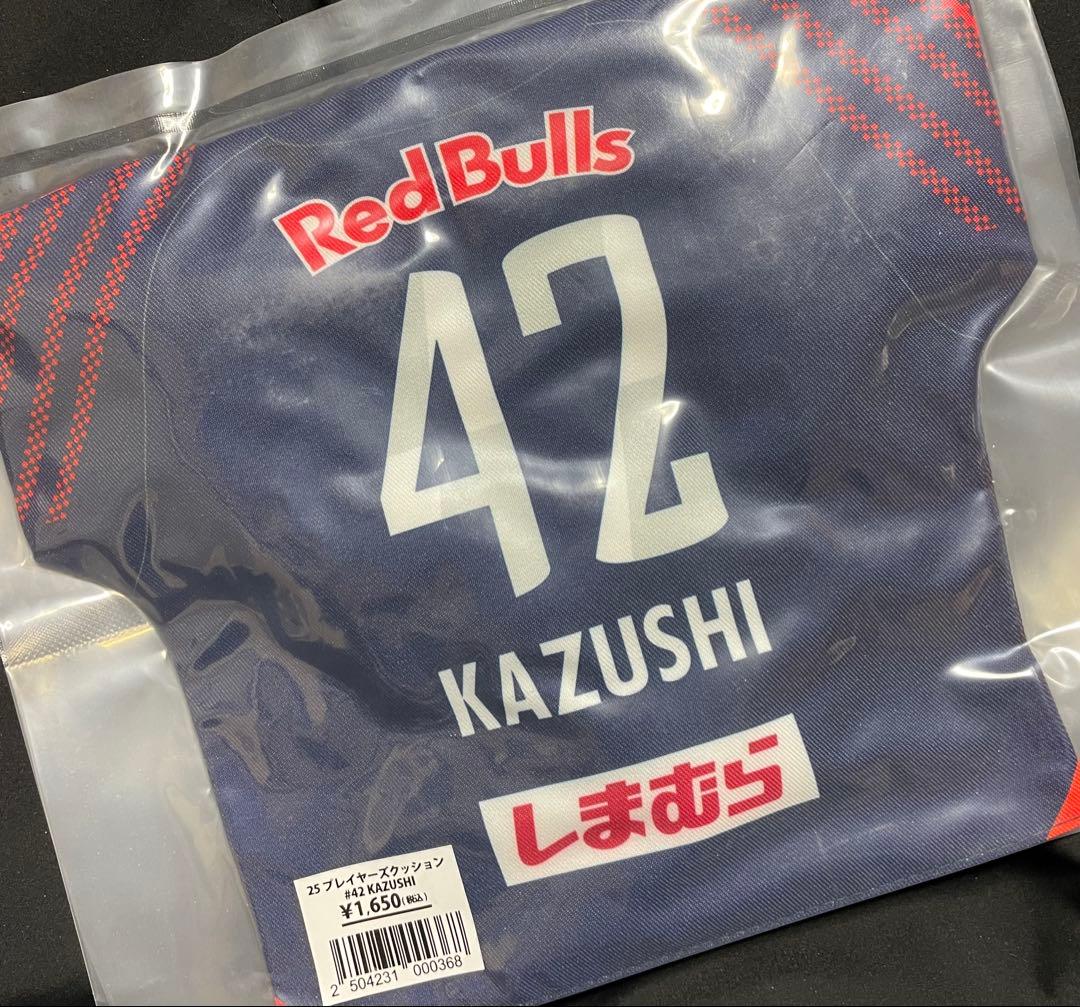 Red Bulls
42
KAZUSHI
しまむら
25 プレイヤーズクッション
#42 KAZUSHI
¥1,650(税込)
2 504231 000368